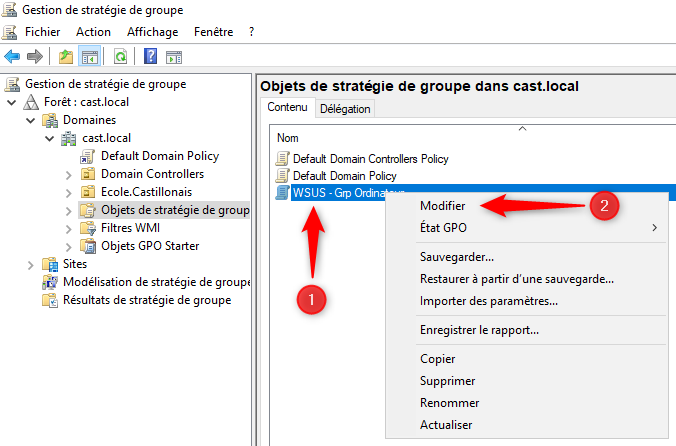 Gestion de stratégie de groupe
Fichier Action Affichage Fenêtre ?
Gestion de stratégie de groupe
Forêt : cast.local
Domaines
cast.local
Default Domain Policy
Domain Controllers
Ecole.Castillonais
Objets de stratégie de group
Filtres WMI
Objets GPO Starter
Sites
Modélisation de stratégie de groupe
Résultats de stratégie de groupe
Objets de stratégie de groupe dans cast.local
Contenu Délégation
Nom
Default Domain Controllers Policy
Default Domain Policy
WSUS - Grp Ordinateur
Modifier
État GPO
Sauvegarder...
Restaurer à partir d'une sauvegarde...
Importer des paramètres...
Enregistrer le rapport...
Copier
Supprimer
Renommer
Actualiser
1
2